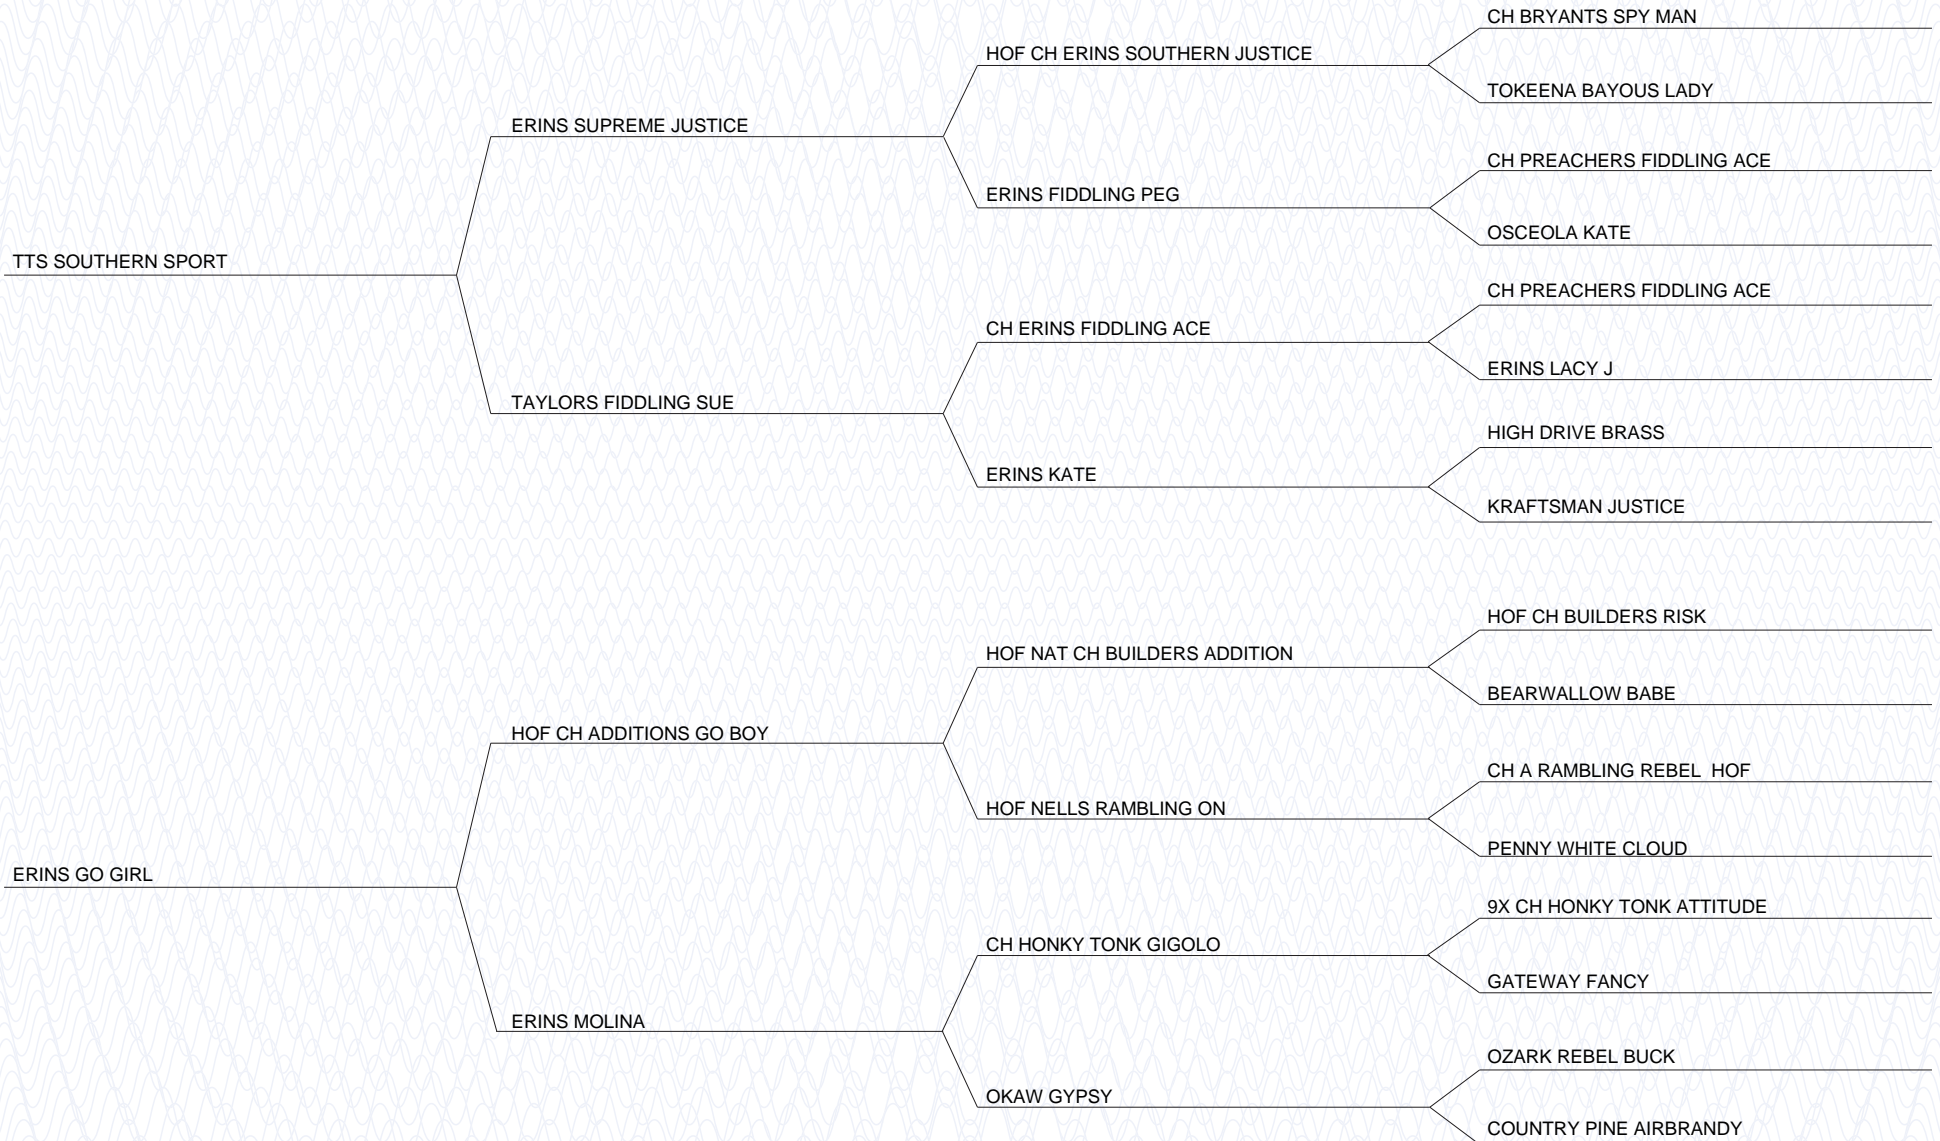 CH BRYANTS SPY MAN
HOF CH ERINS SOUTHERN JUSTICE
TOKEENA BAYOUS LADY
ERINS SUPREME JUSTICE
CH PREACHERS FIDDLING ACE
ERINS FIDDLING PEG
OSCEOLA KATE
TTS SOUTHERN SPORT
CH PREACHERS FIDDLING ACE
CH ERINS FIDDLING ACE
ERINS LACY J
TAYLORS FIDDLING SUE
HIGH DRIVE BRASS
ERINS KATE
KRAFTSMAN JUSTICE
HOF CH BUILDERS RISK
HOF NAT CH BUILDERS ADDITION
BEARWALLOW BABE
HOF CH ADDITIONS GO BOY
CH A RAMBLING REBEL  HOF
HOF NELLS RAMBLING ON
PENNY WHITE CLOUD
ERINS GO GIRL
9X CH HONKY TONK ATTITUDE
CH HONKY TONK GIGOLO
GATEWAY FANCY
ERINS MOLINA
OZARK REBEL BUCK
OKAW GYPSY
COUNTRY PINE AIRBRANDY